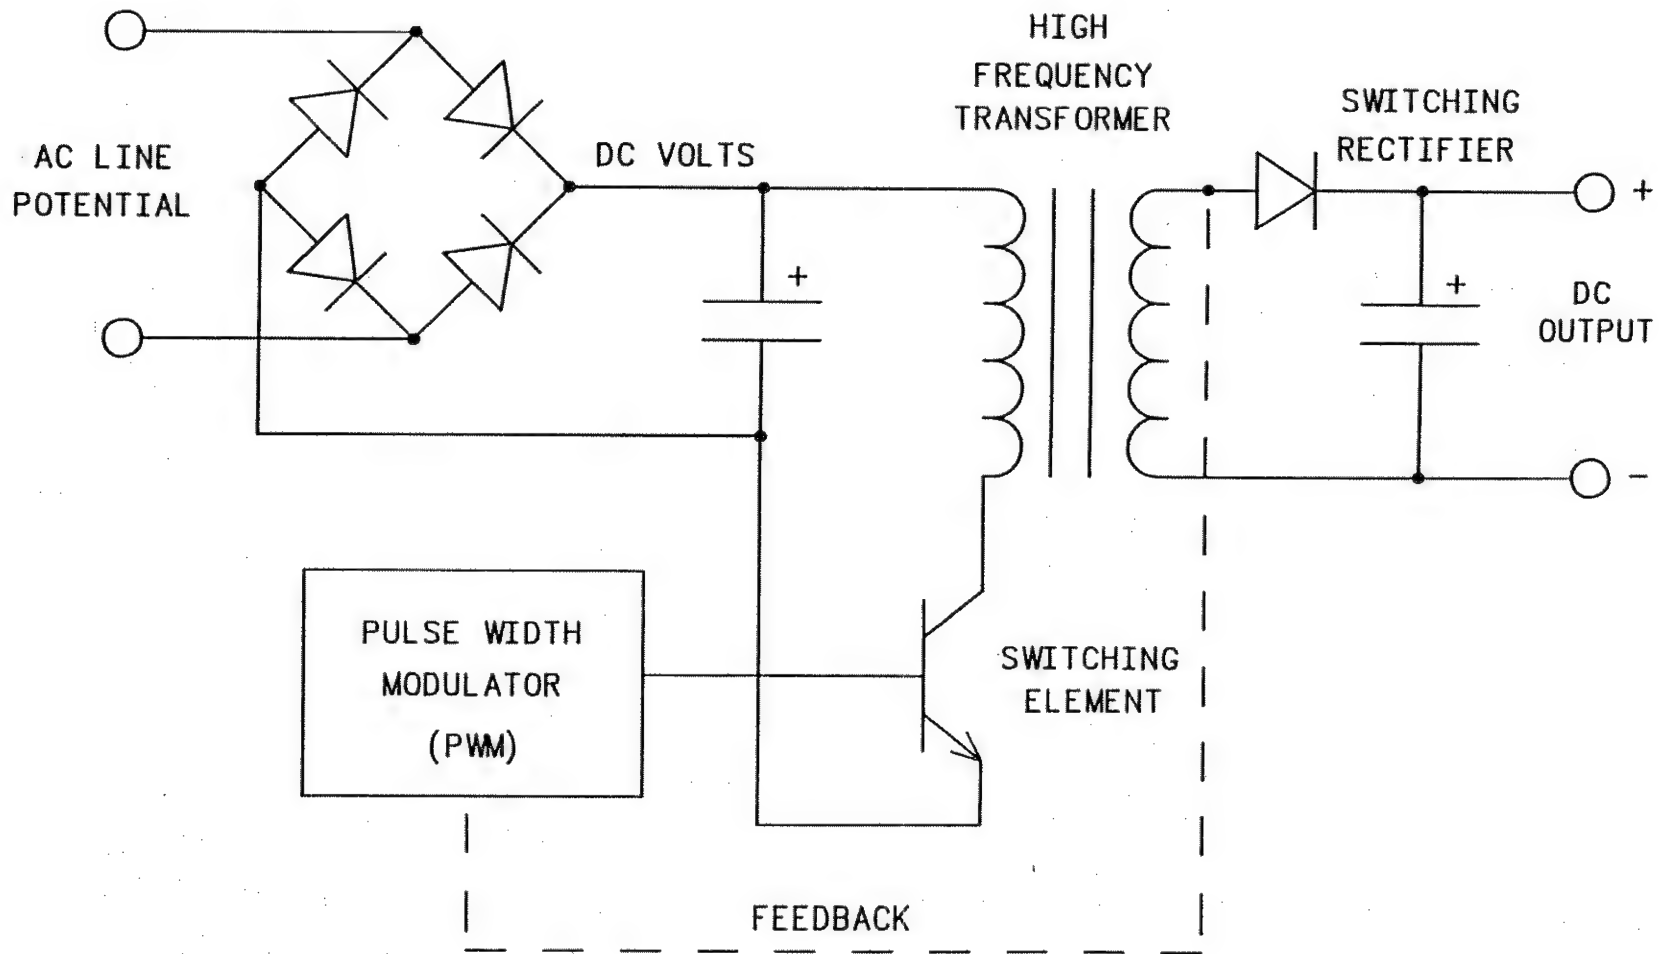 HIGH
FREQUENCY
TRANSFORMER
SWITCHING
RECTIFIER
AC LINE
POTENTIAL
DC VOLTS
+
+
+
DC
OUTPUT
-
PULSE WIDTH
MODULATOR
(PWM)
SWITCHING
ELEMENT
FEEDBACK